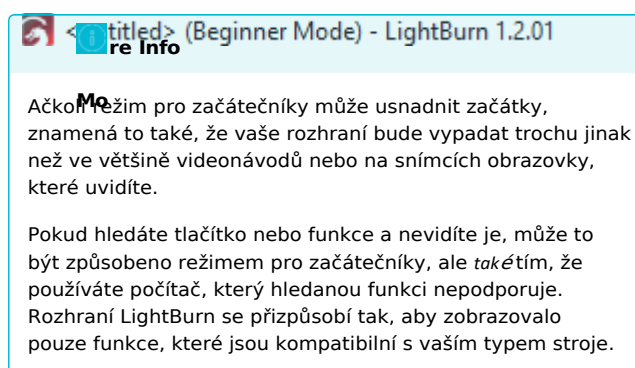 <untitled> (Beginner Mode) - LightBurn 1.2.01
More Info
Ačkoli režim pro začátečníky může usnadnit začátky,
znamená to také, že vaše rozhraní bude vypadat trochu jinak
než ve většině videonávodů nebo na snímcích obrazovky,
které uvidíte.
Pokud hledáte tlačítko nebo funkce a nevidíte je, může to
být způsobeno režimem pro začátečníky, ale také tím, že
používáte počítač, který hledanou funkci nepodporuje.
Rozhraní LightBurn se přizpůsobí tak, aby zobrazovalo
pouze funkce, které jsou kompatibilní s vaším typem stroje.